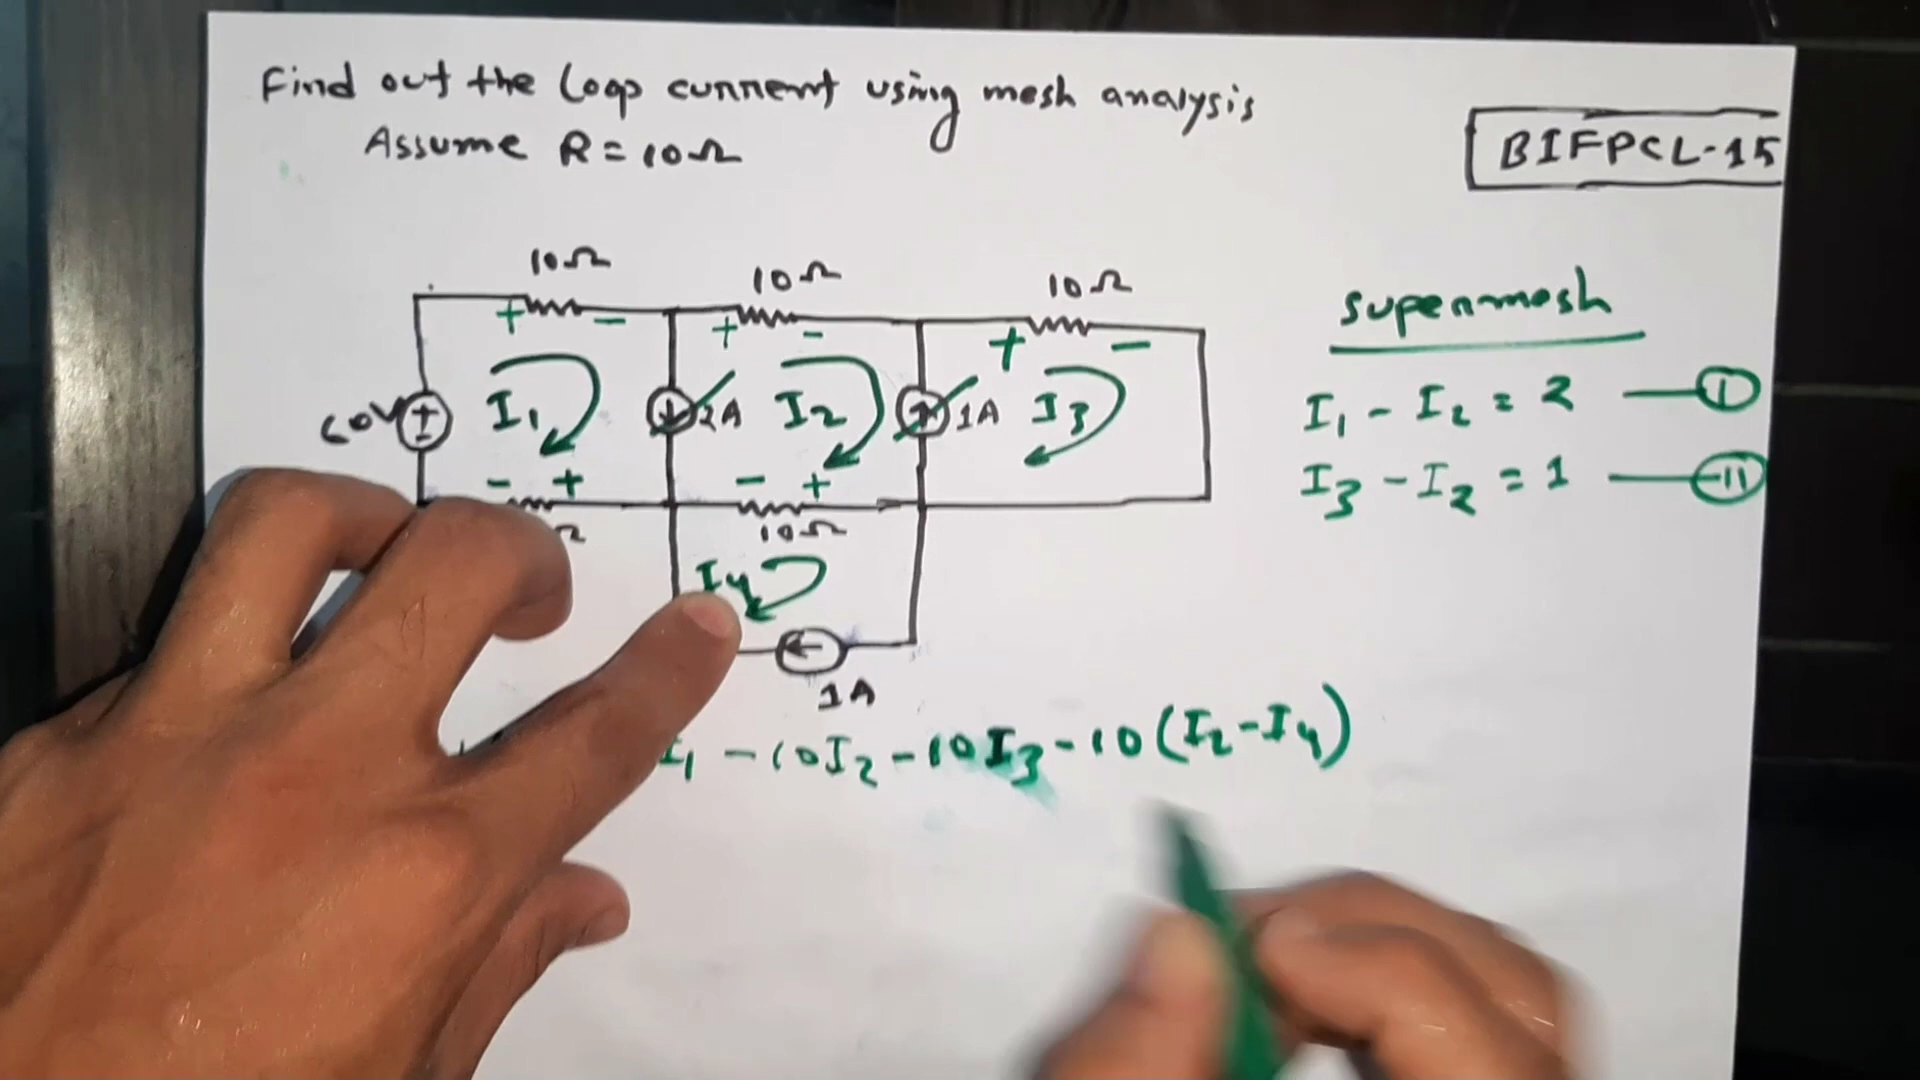 Find out the Loop current using mesh analysis
Assume R = 10Ω
BIFPCL-15
10Ω
10Ω
10Ω
+ - + - + -
60V
I1
2A
I2
1A
I3
- + - +
Ω
10Ω
I4
1A
Supermesh
I1 - I2 = 2 — I
I3 - I2 = 1 — II
I1 - 10I2 - 10I3 - 10(I2-I4)